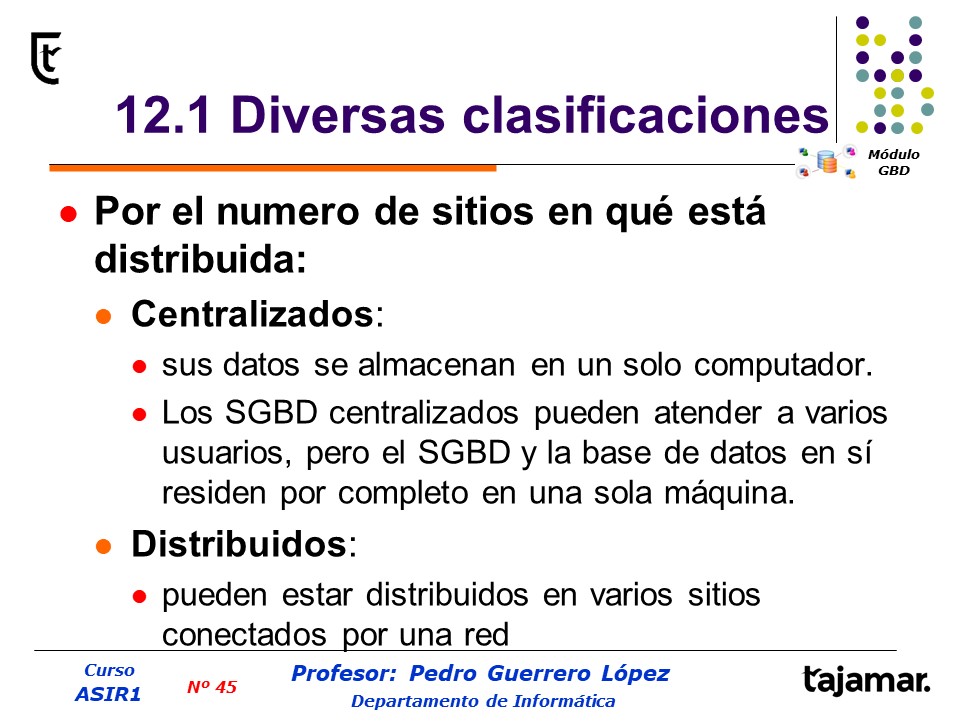 12.1 Diversas clasificaciones
Módulo
GBD
Por el numero de sitios en qué está
distribuida:
Centralizados:
sus datos se almacenan en un solo computador.
Los SGBD centralizados pueden atender a varios
usuarios, pero el SGBD y la base de datos en sí
residen por completo en una sola máquina.
Distribuidos:
pueden estar distribuidos en varios sitios
conectados por una red
Curso
ASIR1
Nº 45
Profesor: Pedro Guerrero López
Departamento de Informática
tajamar.